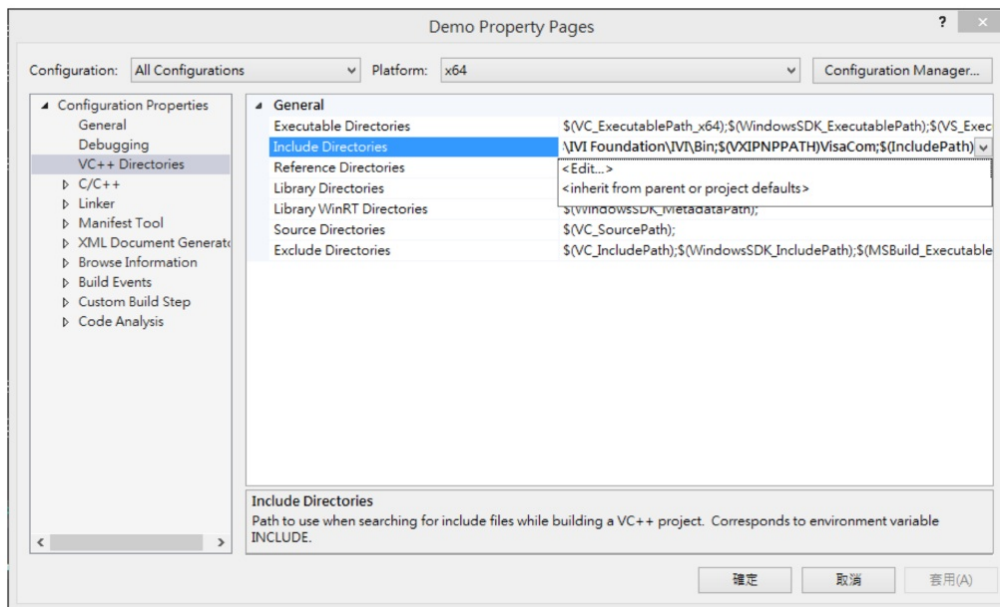 Demo Property Pages
?
Configuration: All Configurations Platform: x64 Configuration Manager...
Configuration Properties
General
Debugging
VC++ Directories
C/C++
Linker
Manifest Tool
XML Document Generato
Browse Information
Build Events
Custom Build Step
Code Analysis
General
Executable Directories $(VC_ExecutablePath_x64);$(WindowsSDK_ExecutablePath);$(VS_Exec
Include Directories \IVI Foundation\IVI\Bin;$(VXIPNPPATH)VisaCom;$(IncludePath)
Reference Directories <Edit...>
Library Directories <inherit from parent or project defaults>
Library WinRT Directories $(WindowsSDK_MetadataPath);
Source Directories $(VC_SourcePath);
Exclude Directories $(VC_IncludePath);$(WindowsSDK_IncludePath);$(MSBuild_Executable
Include Directories
Path to use when searching for include files while building a VC++ project. Corresponds to environment variable
INCLUDE.
確定 取消 套用(A)